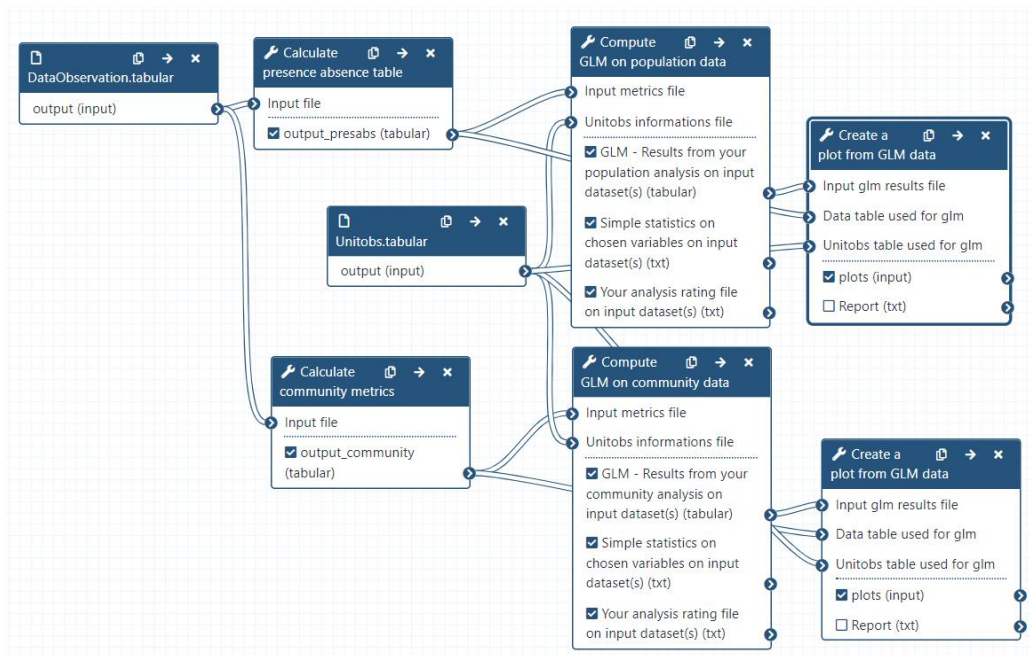 DataObservation.tabular
output (input)
Calculate
presence absence table
Input file
output_presabs (tabular)
Unitobs.tabular
output (input)
Calculate
community metrics
Input file
output_community
(tabular)
Compute
GLM on population data
Input metrics file
Unitobs informations file
GLM - Results from your
population analysis on input
dataset(s) (tabular)
Simple statistics on
chosen variables on input
dataset(s) (txt)
Your analysis rating file
on input dataset(s) (txt)
Compute
GLM on community data
Input metrics file
Unitobs informations file
GLM - Results from your
community analysis on
input dataset(s) (tabular)
Simple statistics on
chosen variables on input
dataset(s) (txt)
Your analysis rating file
on input dataset(s) (txt)
Create a
plot from GLM data
Input glm results file
Data table used for glm
Unitobs table used for glm
plots (input)
Report (txt)
Create a
plot from GLM data
Input glm results file
Data table used for glm
Unitobs table used for glm
plots (input)
Report (txt)